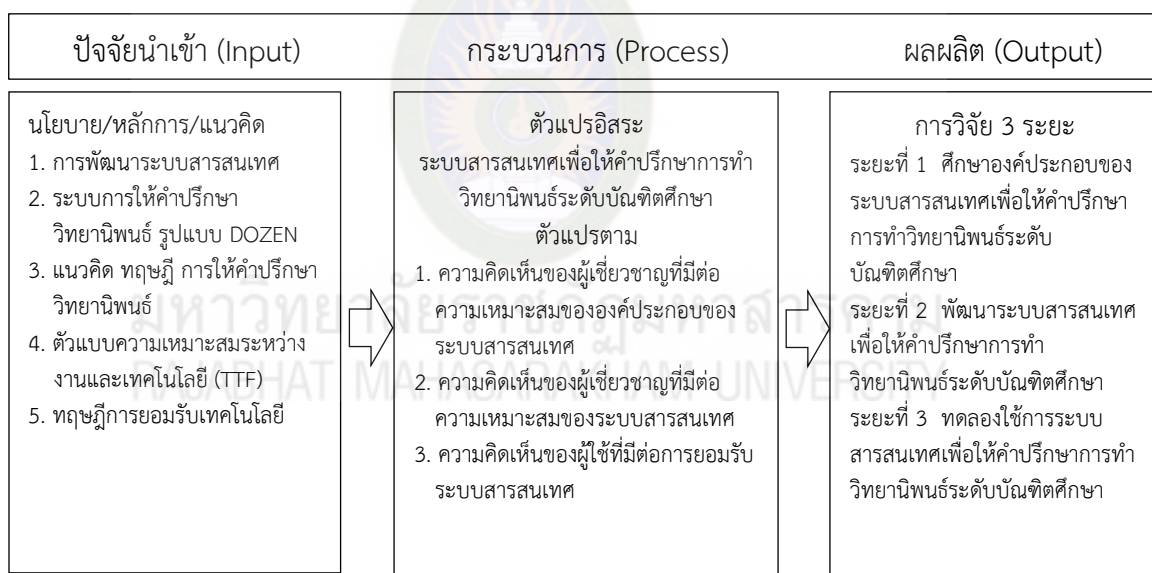 ปัจจัยนำเข้า (Input) กระบวนการ (Process) ผลผลิต (Output)
นโยบาย/หลักการ/แนวคิด
1. การพัฒนาระบบสารสนเทศ
2. ระบบการให้คำปรึกษา
วิทยานิพนธ์ รูปแบบ DOZEN
3. แนวคิด ทฤษฎี การให้คำปรึกษา
วิทยานิพนธ์
4. ตัวแบบความเหมาะสมระหว่าง
งานและเทคโนโลยี (TTF)
5. ทฤษฎีการยอมรับเทคโนโลยี
ตัวแปรอิสระ
ระบบสารสนเทศเพื่อให้คำปรึกษาการทำ
วิทยานิพนธ์ระดับบัณฑิตศึกษา
ตัวแปรตาม
1. ความคิดเห็นของผู้เชี่ยวชาญที่มีต่อ
ความเหมาะสมขององค์ประกอบของ
ระบบสารสนเทศ
2. ความคิดเห็นของผู้เชี่ยวชาญที่มีต่อ
ความเหมาะสมของระบบสารสนเทศ
3. ความคิดเห็นของผู้ใช้ที่มีต่อการยอมรับ
ระบบสารสนเทศ
การวิจัย 3 ระยะ
ระยะที่ 1 ศึกษาองค์ประกอบของ
ระบบสารสนเทศเพื่อให้คำปรึกษา
การทำวิทยานิพนธ์ระดับ
บัณฑิตศึกษา
ระยะที่ 2 พัฒนาระบบสารสนเทศ
เพื่อให้คำปรึกษาการทำ
วิทยานิพนธ์ระดับบัณฑิตศึกษา
ระยะที่ 3 ทดลองใช้การระบบ
สารสนเทศเพื่อให้คำปรึกษาการทำ
วิทยานิพนธ์ระดับบัณฑิตศึกษา
มหาวิทยาลัยราชภัฏมหาสารคาม
RAJABHAT MAHASARAKHAM UNIVERSITY